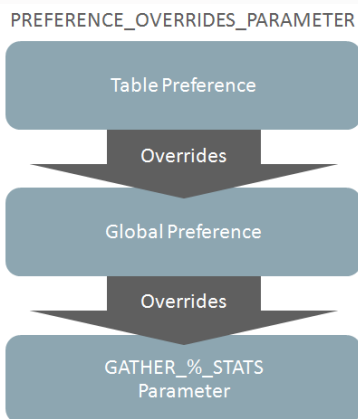 PREFERENCE_OVERRIDES_PARAMETER
Table Preference
Overrides
Global Preference
Overrides
GATHER_%_STATS
Parameter